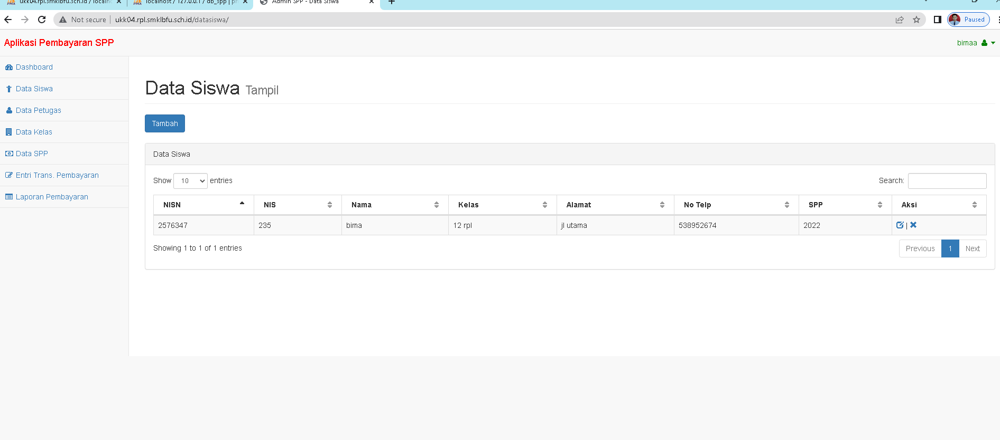 ukk04.rpl.smklbfu.sch.id / localh
localhost / 127.0.0.1 / db_spp | ph
Admin SPP - Data Siswa
Not secure | ukk04.rpl.smklbfu.sch.id/datasiswa/
Paused
Aplikasi Pembayaran SPP
bimaa
Dashboard
Data Siswa
Data Petugas
Data Kelas
Data SPP
Entri Trans. Pembayaran
Laporan Pembayaran
Data Siswa Tampil
Tambah
Data Siswa
Show 10 entries
Search:
NISN NIS Nama Kelas Alamat No Telp SPP Aksi
2576347 235 bima 12 rpl jl utama 538952674 2022 |
Showing 1 to 1 of 1 entries
Previous 1 Next